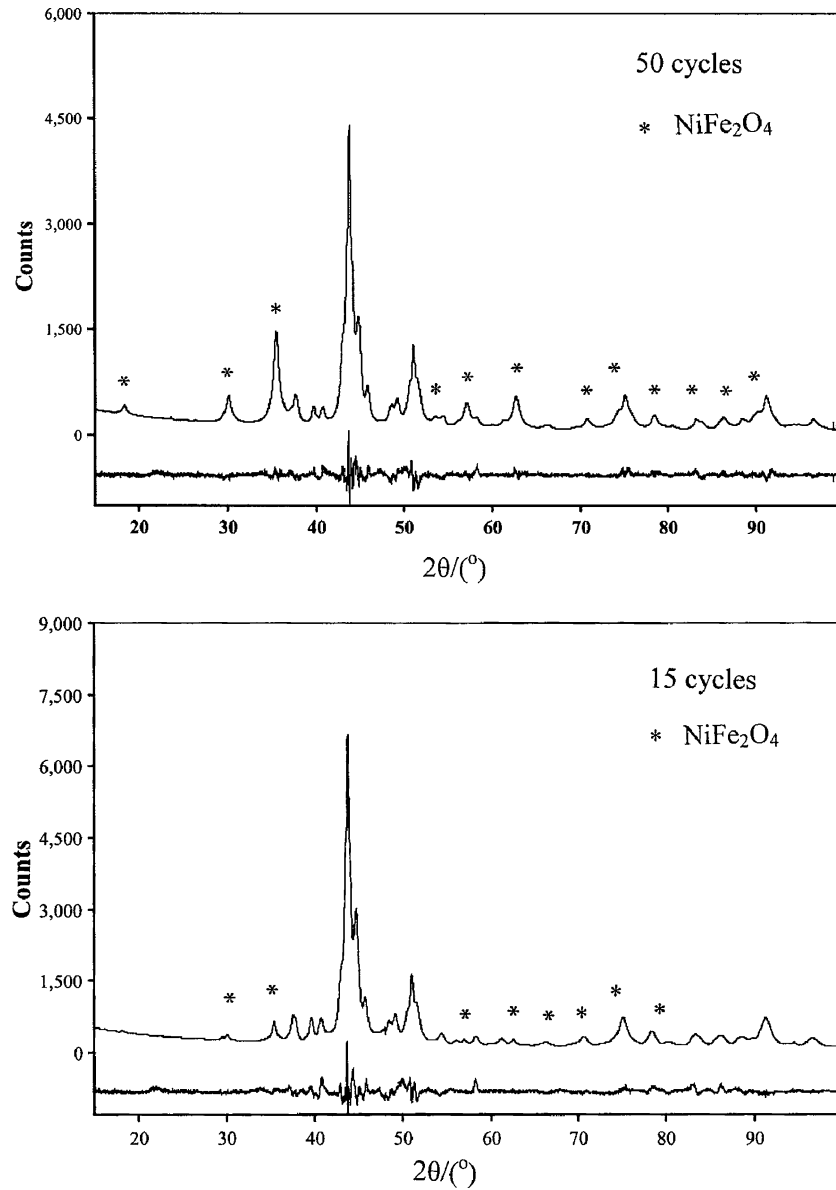 6,000
50 cycles
* NiFe₂O₄
4,500
3,000
1,500
0
Counts
* * * * * * * * * * *
20 30 40 50 60 70 80 90
2θ/(°)
9,000
15 cycles
* NiFe₂O₄
7,500
6,000
4,500
3,000
1,500
0
Counts
* * * * * * * *
20 30 40 50 60 70 80 90
2θ/(°)